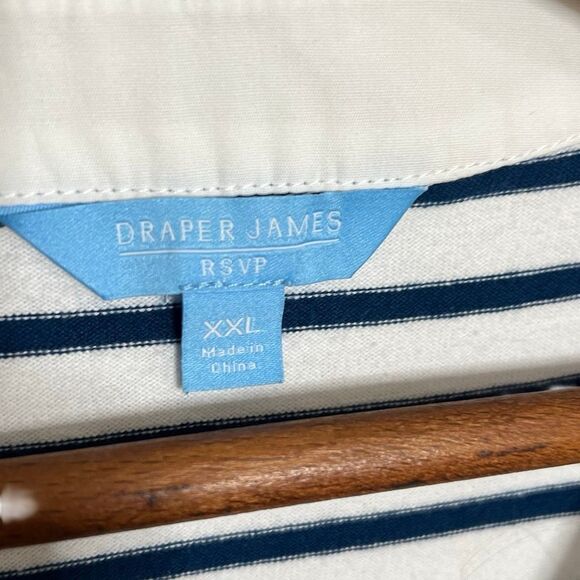 DRAPER JAMES
RSVP
XXL
Made in
China